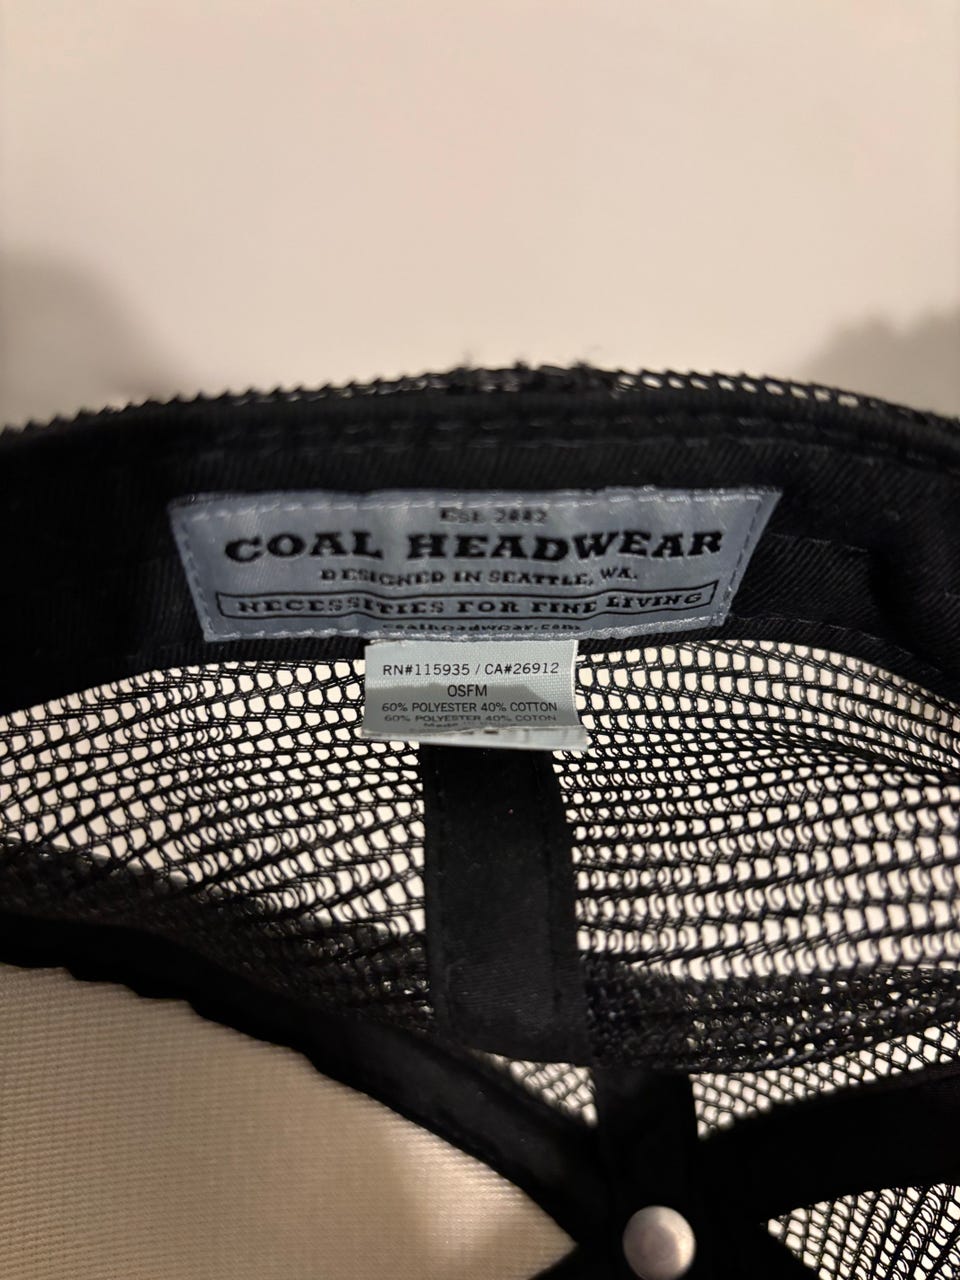 EST. 2002
COAL HEADWEAR
DESIGNED IN SEATTLE, WA.
NECESSITIES FOR FINE LIVING
coalheadwear.com
RN#115935 / CA#26912
OSFM
60% POLYESTER 40% COTTON
60% POLYESTER 40% COTON
Made